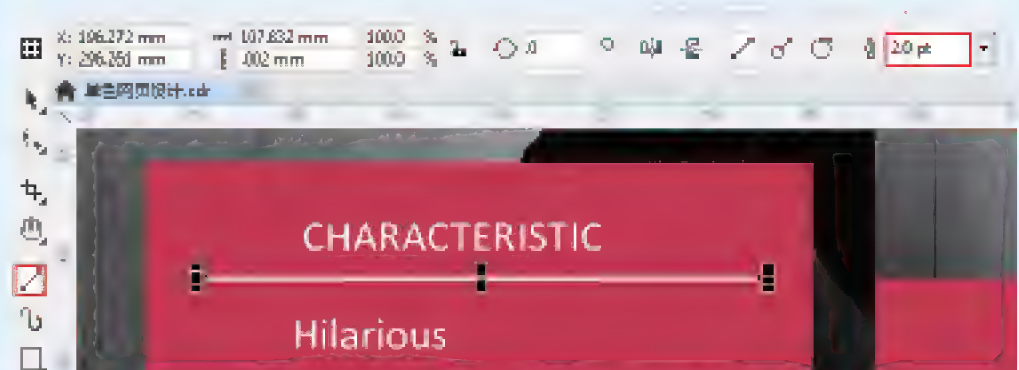 X: 196.272 mm 107.832 mm 100.0 %
Y: 296.261 mm .002 mm 100.0 %
.0
2.0 pt
单色网页设计.cdr
CHARACTERISTIC
Hilarious